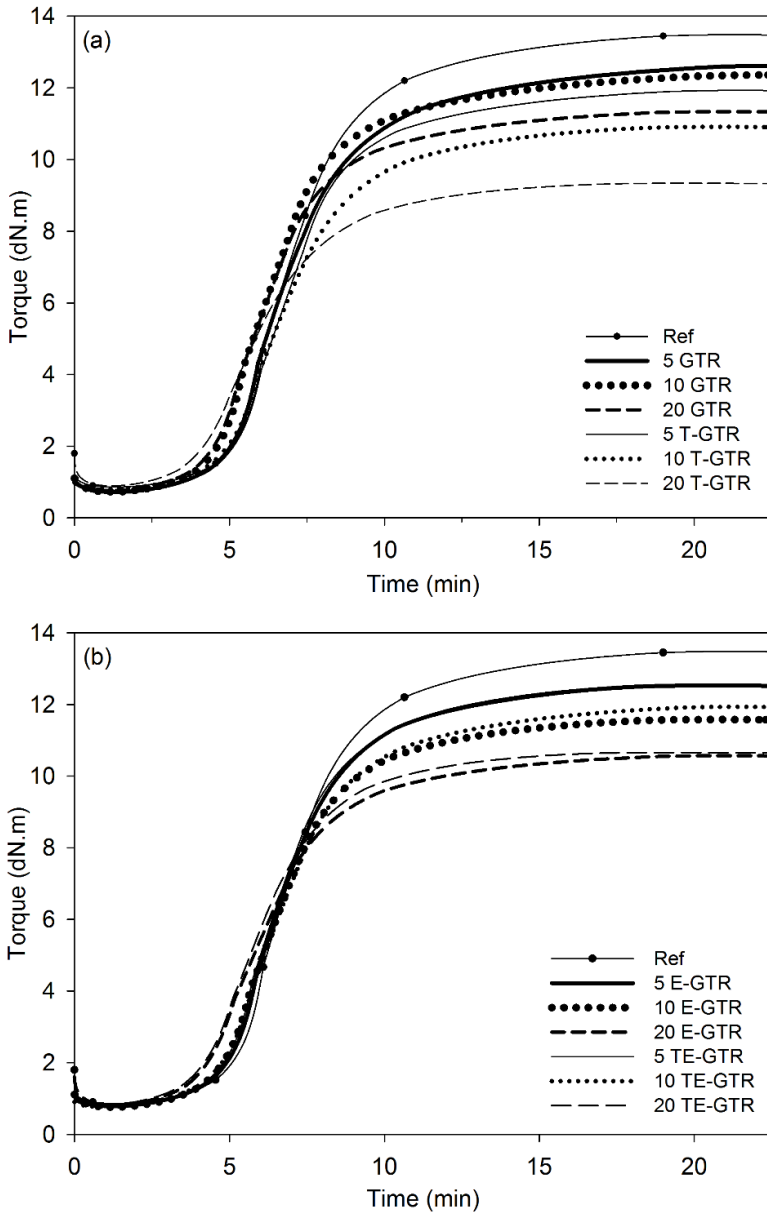 14
(a)
12
10
8
6
4
2
0
Torque (dN.m)
Ref
5 GTR
10 GTR
20 GTR
5 T-GTR
10 T-GTR
20 T-GTR
0 5 10 15 20
Time (min)
14
(b)
12
10
8
6
4
2
0
Torque (dN.m)
Ref
5 E-GTR
10 E-GTR
20 E-GTR
5 TE-GTR
10 TE-GTR
20 TE-GTR
0 5 10 15 20
Time (min)